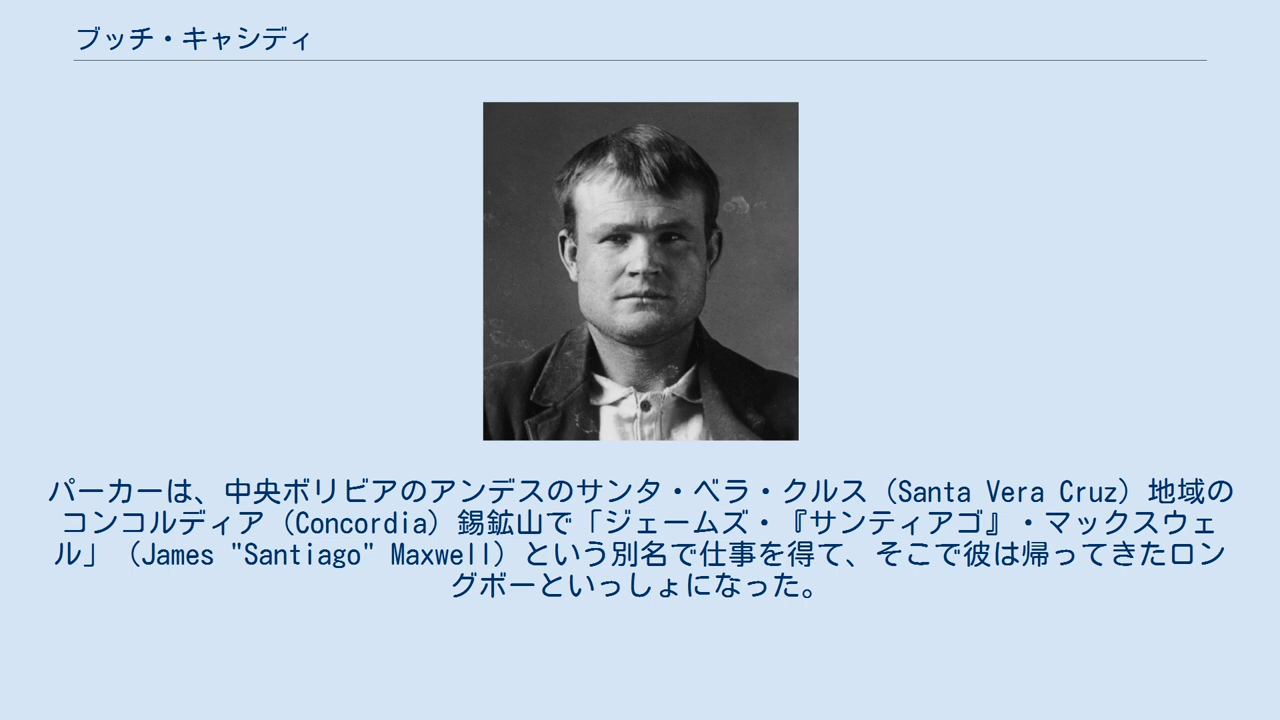 ブッチ・キャシディ
パーカーは、中央ボリビアのアンデスのサンタ・ベラ・クルス（Santa Vera Cruz）地域の
コンコルディア（Concordia）錫鉱山で「ジェームズ・『サンティアゴ』・マックスウェ
ル」（James "Santiago" Maxwell）という別名で仕事を得て、そこで彼は帰ってきたロン
グボーといっしょになった。